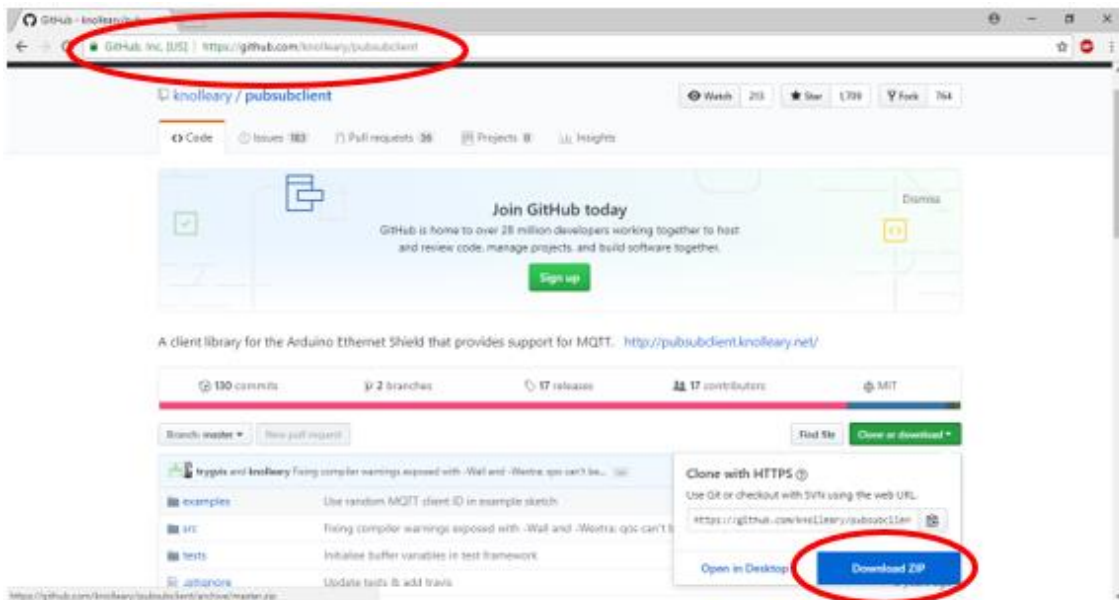 GitHub - knolleary/pubs
GitHub, Inc. [US] | https://github.com/knolleary/pubsubclient
knolleary / pubsubclient
Watch 213 Star 1,709 Fork 764
Code Issues 183 Pull requests 36 Projects 0 Insights
Join GitHub today
Dismiss
GitHub is home to over 28 million developers working together to host
and review code, manage projects, and build software together.
Sign up
A client library for the Arduino Ethernet Shield that provides support for MQTT. http://pubsubclient.knolleary.net/
130 commits 2 branches 17 releases 17 contributors MIT
Branch: master New pull request Find file Clone or download
and knolleary Fixing compiler warnings exposed with -Wall and -Wextra: qos can't be...
examples Use random MQTT client ID in example sketch
src Fixing compiler warnings exposed with -Wall and -Wextra: qos can't b
tests Initialise buffer variables in test framework
.gitignore Update tests & add travis
Clone with HTTPS
Use Git or checkout with SVN using the web URL.
https://github.com/knolleary/pubsubclien
Open in Desktop Download ZIP
https://github.com/knolleary/pubsubclient/archive/master.zip